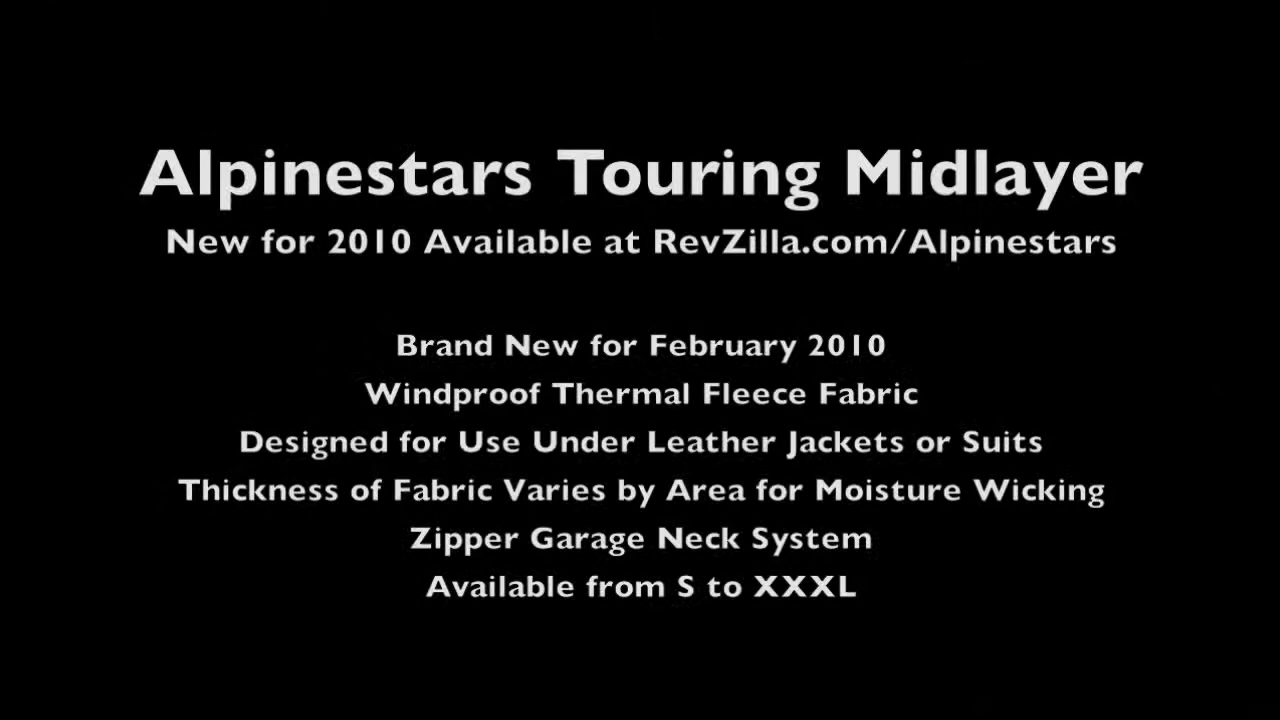 Alpinestars Touring Midlayer
New for 2010 Available at RevZilla.com/Alpinestars
Brand New for February 2010
Windproof Thermal Fleece Fabric
Designed for Use Under Leather Jackets or Suits
Thickness of Fabric Varies by Area for Moisture Wicking
Zipper Garage Neck System
Available from S to XXXL